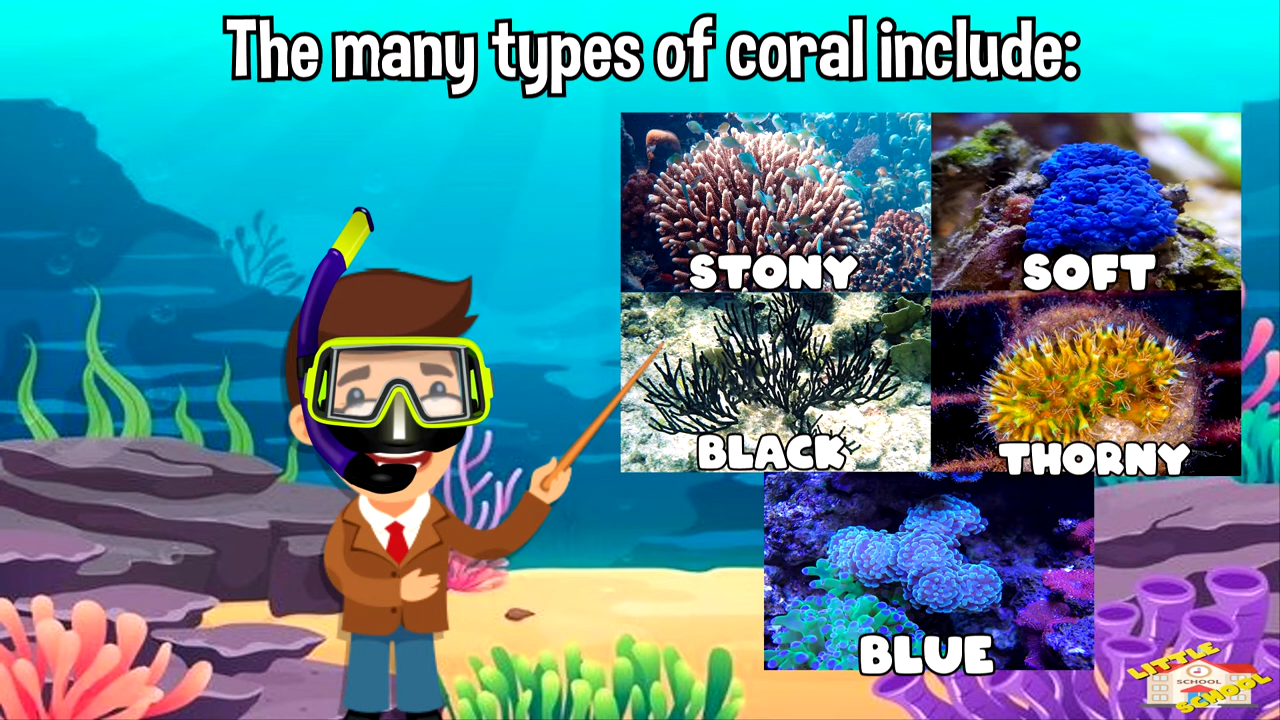 The many types of coral include:
STONY
SOFT
BLACK
THORNY
BLUE
LITTLE
SCHOOL
SCHOOL